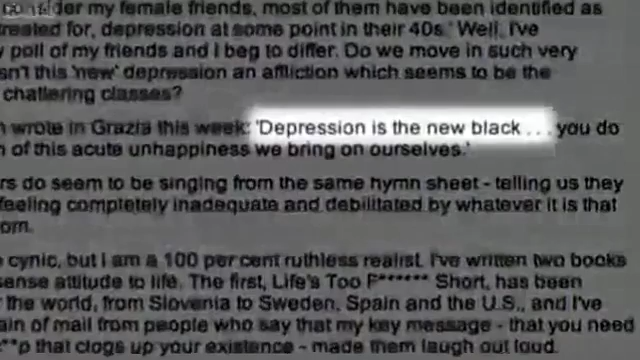 der my female friends, most of them have been identified as
reated for, depression at some point in their 40s.' Well, I've
poll of my friends and I beg to differ. Do we move in such very
sn't this 'new' depression an affliction which seems to be the
chattering classes?
wrote in Grazia this week: 'Depression is the new black . . . you do
of this acute unhappiness we bring on ourselves.'
rs do seem to be singing from the same hymn sheet - telling us they
feeling completely inadequate and debilitated by whatever it is that
om.
cynic, but I am a 100 per cent ruthless realist. I've written two books
ense attitude to life. The first, Life's Too F****** Short, has been
the world, from Slovenia to Sweden, Spain and the U.S., and I've
ain of mail from people who say that my key message - that you need
**p that clogs up your existence - made them laugh out loud.